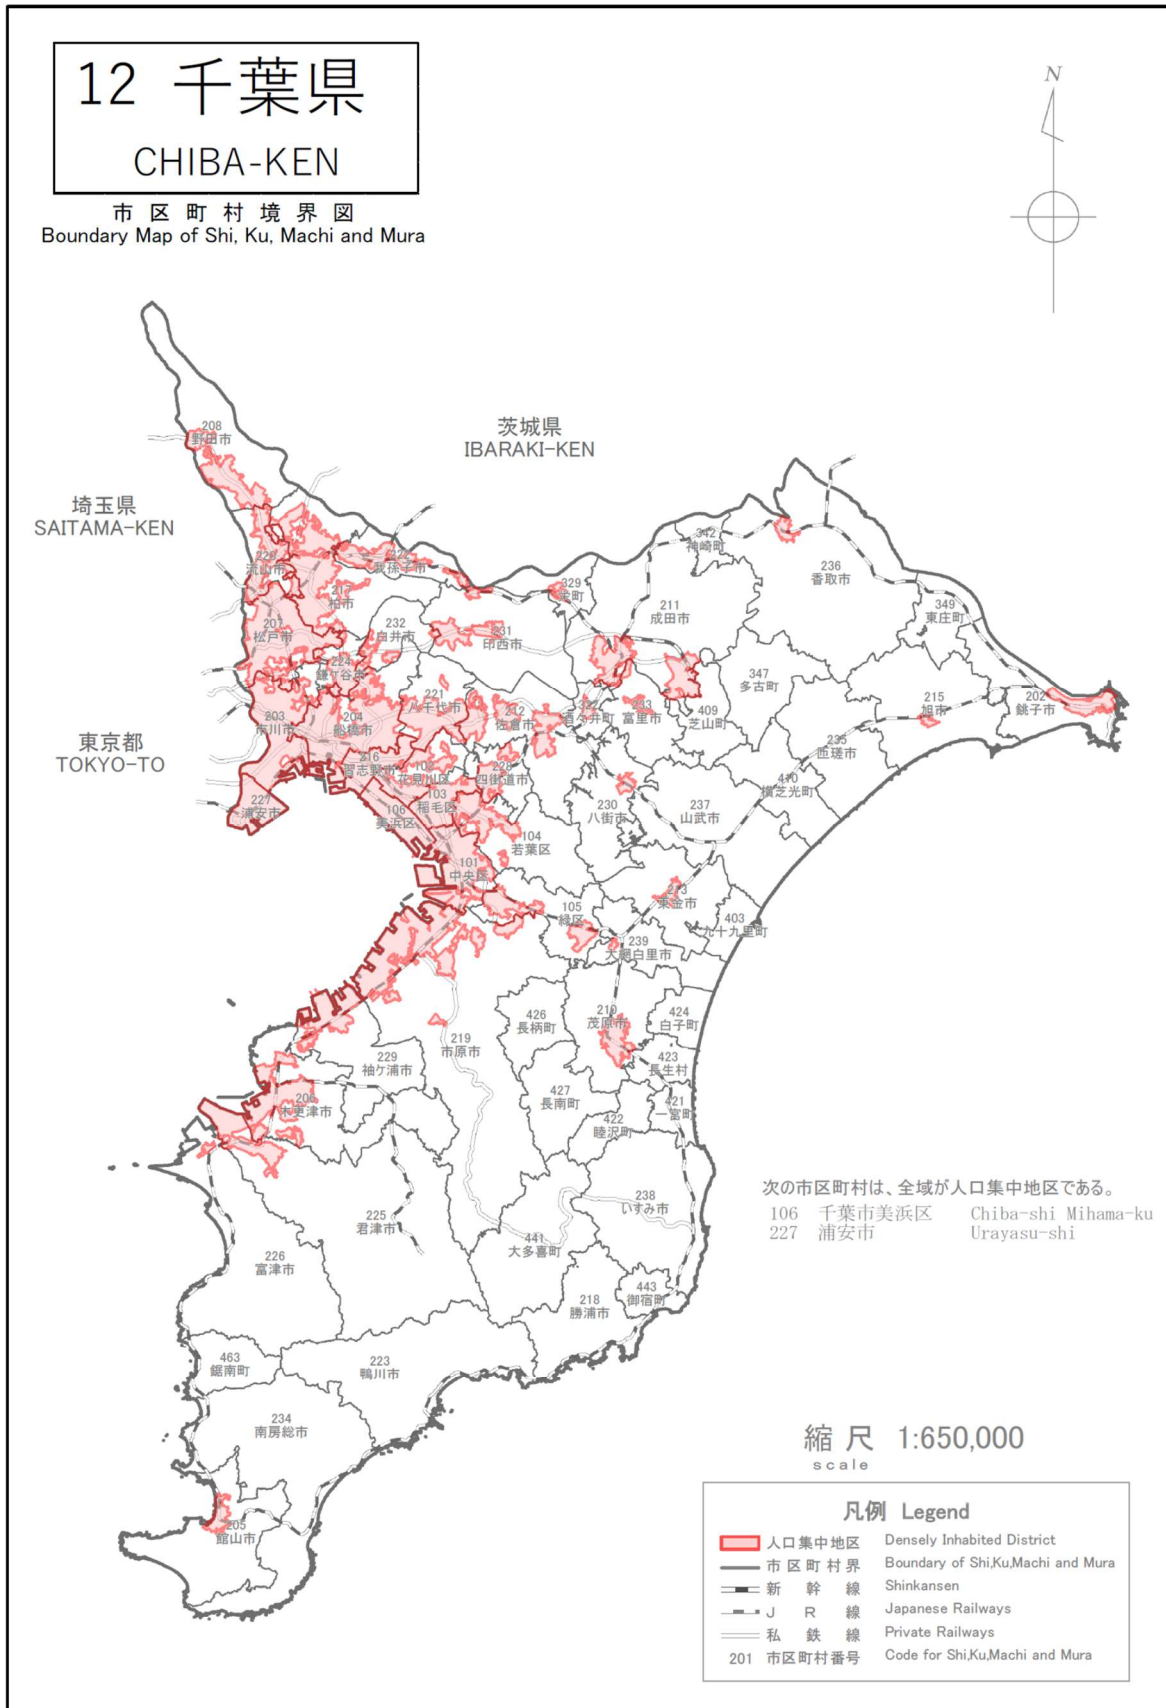 12 千葉県
CHIBA-KEN
市区町村境界図
Boundary Map of Shi, Ku, Machi and Mura
N
茨城県
IBARAKI-KEN
埼玉県
SAITAMA-KEN
東京都
TOKYO-TO
208
野田市
220
流山市
222
我孫子市
217
柏市
207
松戸市
232
白井市
231
印西市
329
栄町
342
神崎町
211
成田市
236
香取市
349
東庄町
224
鎌ケ谷市
347
多古町
215
旭市
202
銚子市
203
市川市
204
船橋市
221
八千代市
212
佐倉市
322
酒々井町
233
富里市
409
芝山町
235
匝瑳市
216
習志野市
102
花見川区
228
四街道市
410
横芝光町
227
浦安市
106
美浜区
103
稲毛区
104
若葉区
230
八街市
237
山武市
101
中央区
105
緑区
213
東金市
403
九十九里町
239
大網白里市
426
長柄町
210
茂原市
424
白子町
219
市原市
423
長生村
229
袖ケ浦市
427
長南町
421
一宮町
206
木更津市
422
睦沢町
238
いすみ市
225
君津市
441
大多喜町
226
富津市
443
御宿町
218
勝浦市
463
鋸南町
223
鴨川市
234
南房総市
205
館山市
次の市区町村は、全域が人口集中地区である。
106 千葉市美浜区 Chiba-shi Mihama-ku
227 浦安市 Urayasu-shi
縮尺 1:650,000
scale
凡例 Legend
人口集中地区 Densely Inhabited District
市区町村界 Boundary of Shi,Ku,Machi and Mura
新幹線 Shinkansen
JR線 Japanese Railways
私鉄線 Private Railways
201 市区町村番号 Code for Shi,Ku,Machi and Mura